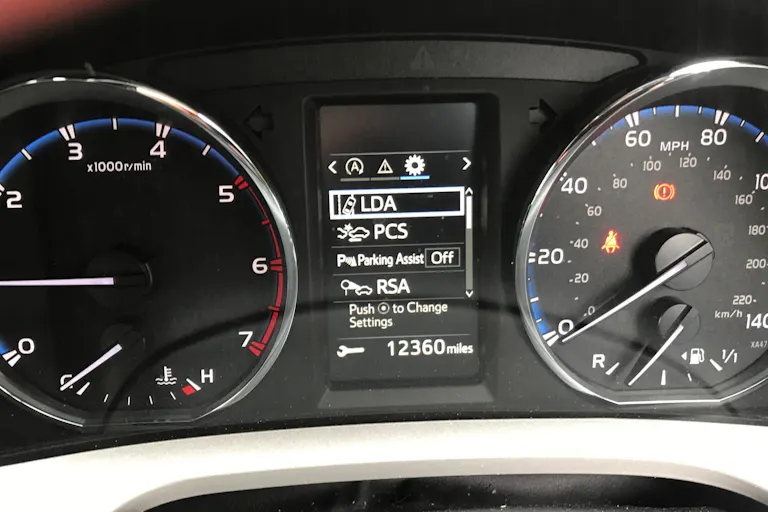 2
3
4
5
6
7
0
x1000r/min
H
LDA
PCS
Parking Assist Off
RSA
Push to Change
Settings
12360 miles
0
20
40
60
80
140
MPH
0
20
40
60
80
100
120
140
160
180
200
220
km/h
R
1/1
XA47